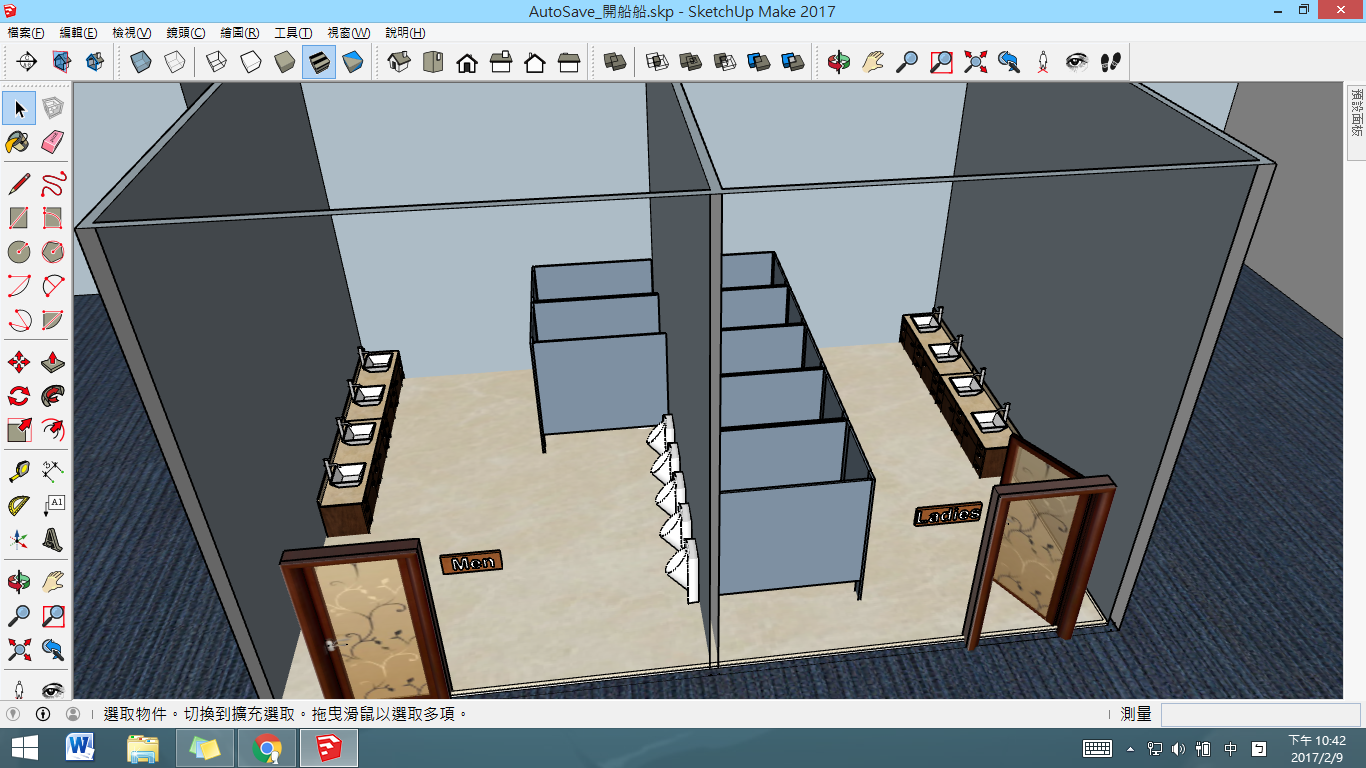 AutoSave_開船船.skp - SketchUp Make 2017
檔案(F) 編輯(E) 檢視(V) 鏡頭(C) 繪圖(R) 工具(T) 視窗(W) 說明(H)
預設面板
A1
Men
Ladies
選取物件。切換到擴充選取。拖曳滑鼠以選取多項。
測量
中
下午 10:42
2017/2/9